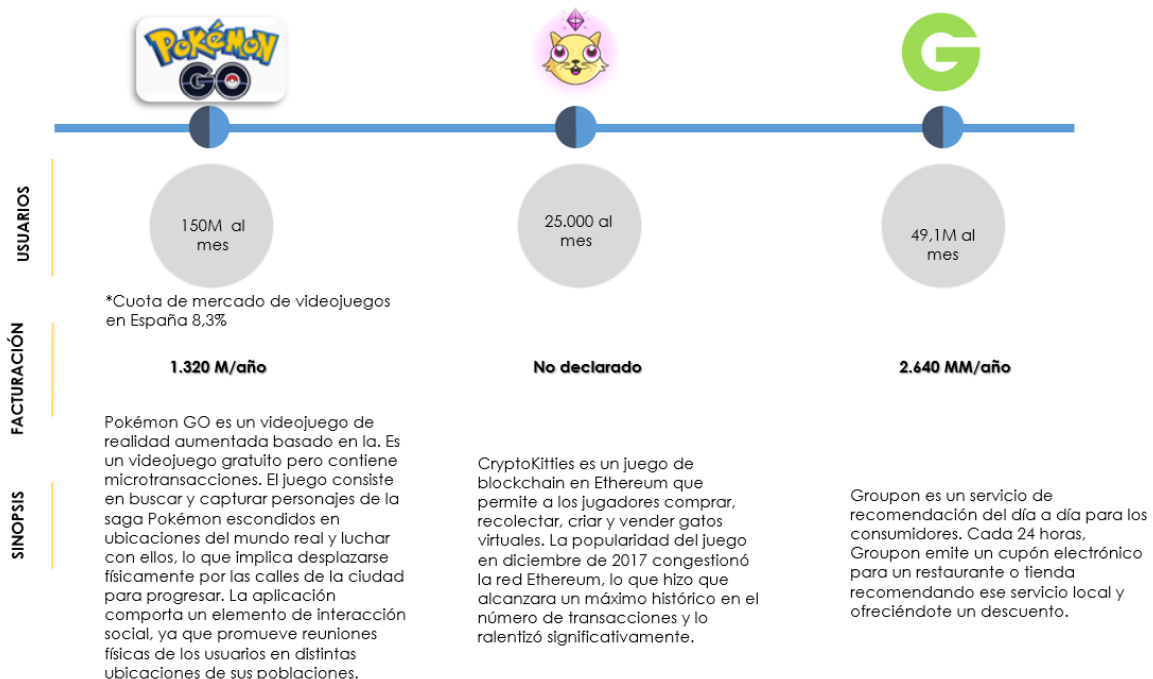 POKéMON
GO
G
USUARIOS
150M al
mes
25.000 al
mes
49,1M al
mes
*Cuota de mercado de videojuegos
en España 8,3%
FACTURACIÓN
1.320 M/año
No declarado
2.640 MM/año
SINOPSIS
Pokémon GO es un videojuego de
realidad aumentada basado en la. Es
un videojuego gratuito pero contiene
microtransacciones. El juego consiste
en buscar y capturar personajes de la
saga Pokémon escondidos en
ubicaciones del mundo real y luchar
con ellos, lo que implica desplazarse
físicamente por las calles de la ciudad
para progresar. La aplicación
comporta un elemento de interacción
social, ya que promueve reuniones
físicas de los usuarios en distintas
ubicaciones de sus poblaciones.
CryptoKitties es un juego de
blockchain en Ethereum que
permite a los jugadores comprar,
recolectar, criar y vender gatos
virtuales. La popularidad del juego
en diciembre de 2017 congestionó
la red Ethereum, lo que hizo que
alcanzara un máximo histórico en el
número de transacciones y lo
ralentizó significativamente.
Groupon es un servicio de
recomendación del día a día para los
consumidores. Cada 24 horas,
Groupon emite un cupón electrónico
para un restaurante o tienda
recomendando ese servicio local y
ofreciéndote un descuento.